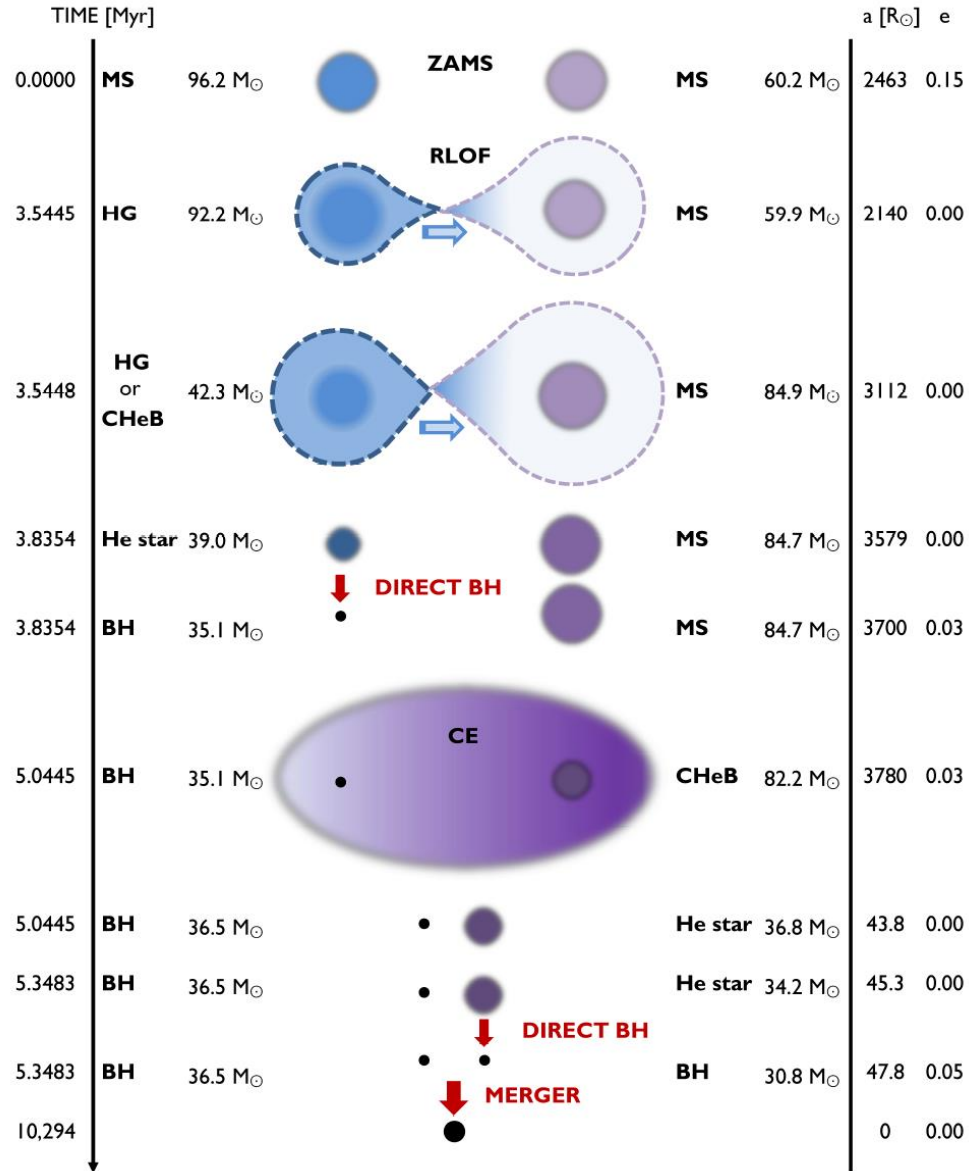 TIME [Myr] a [R☉] e
ZAMS
0.0000 MS 96.2 M☉ MS 60.2 M☉ 2463 0.15
RLOF
3.5445 HG 92.2 M☉ MS 59.9 M☉ 2140 0.00
HG
or
3.5448 42.3 M☉ MS 84.9 M☉ 3112 0.00
CHeB
3.8354 He star 39.0 M☉ MS 84.7 M☉ 3579 0.00
DIRECT BH
3.8354 BH 35.1 M☉ MS 84.7 M☉ 3700 0.03
CE
5.0445 BH 35.1 M☉ CHeB 82.2 M☉ 3780 0.03
5.0445 BH 36.5 M☉ He star 36.8 M☉ 43.8 0.00
5.3483 BH 36.5 M☉ He star 34.2 M☉ 45.3 0.00
DIRECT BH
5.3483 BH 36.5 M☉ BH 30.8 M☉ 47.8 0.05
MERGER
10,294 0 0.00